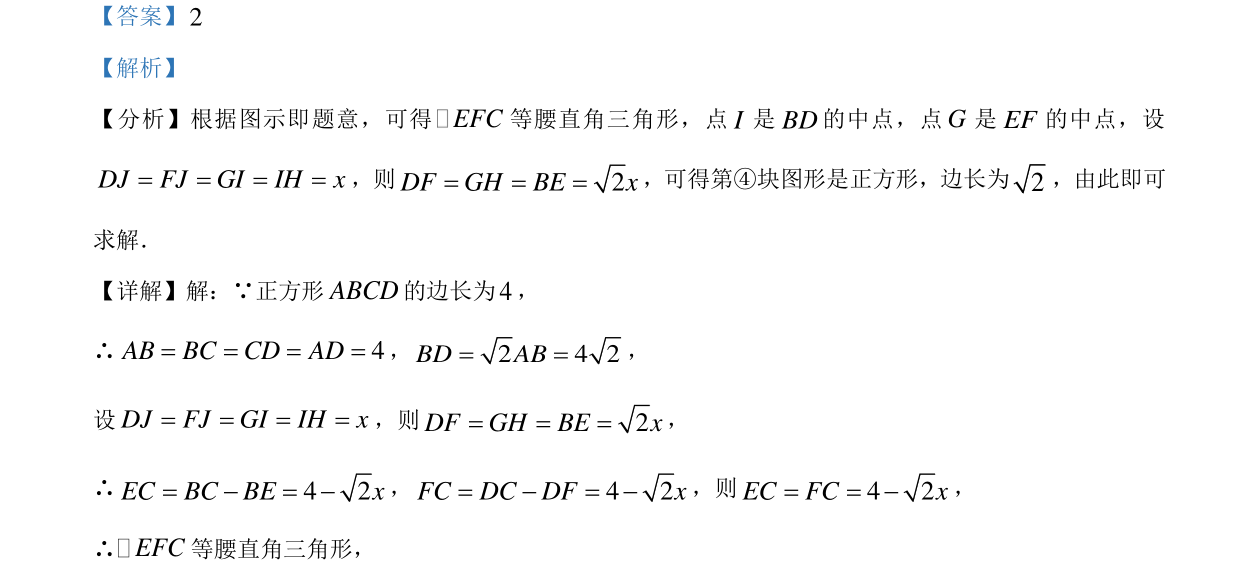 【答案】2
【解析】
【分析】根据图示即题意，可得□EFC 等腰直角三角形，点 I 是 BD 的中点，点 G 是 EF 的中点，设
DJ = FJ = GI = IH = x，则 DF = GH = BE = √2x，可得第④块图形是正方形，边长为 √2，由此即可
求解．
【详解】解：∵正方形 ABCD 的边长为 4，
∴ AB = BC = CD = AD = 4，BD = √2AB = 4√2，
设 DJ = FJ = GI = IH = x，则 DF = GH = BE = √2x，
∴ EC = BC − BE = 4 − √2x，FC = DC − DF = 4 − √2x，则 EC = FC = 4 − √2x，
∴□EFC 等腰直角三角形，